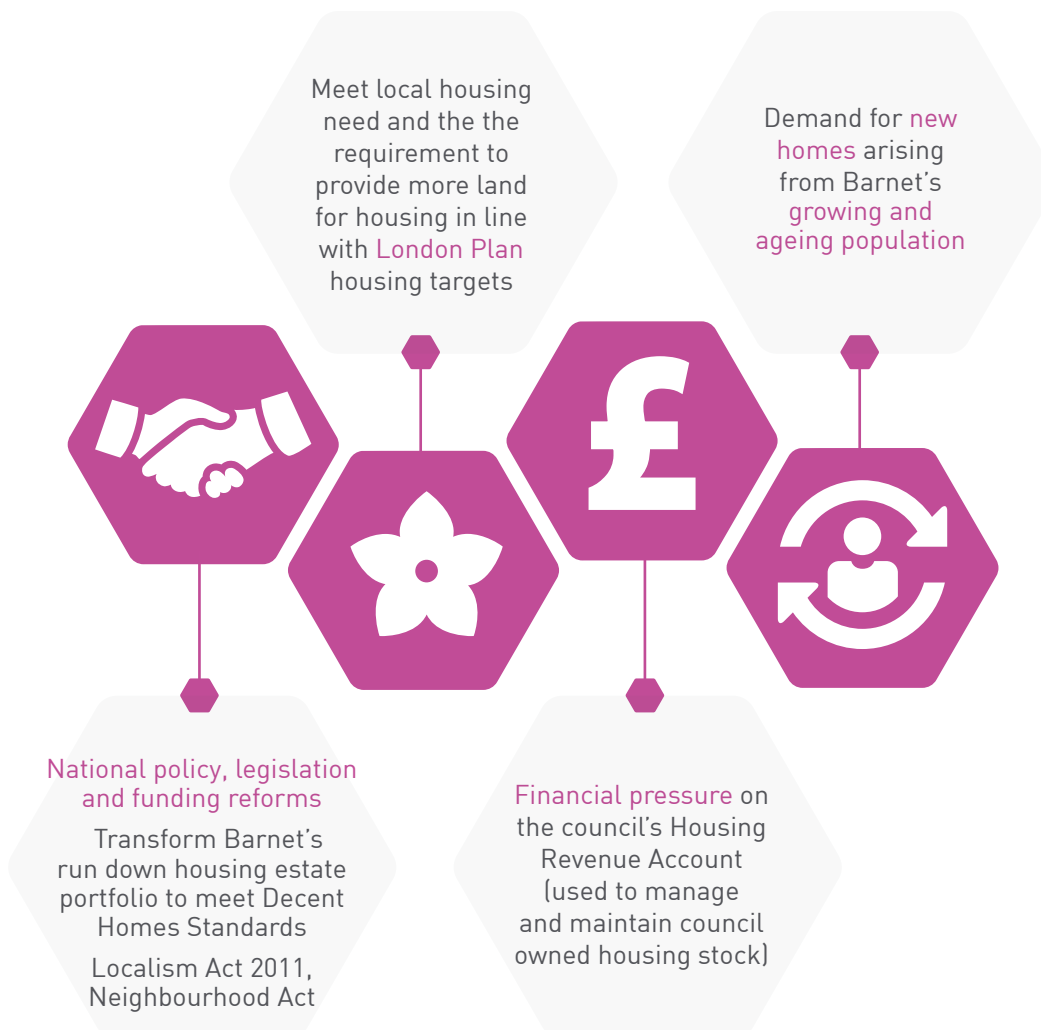 Meet local housing
need and the the
requirement to
provide more land
for housing in line
with London Plan
housing targets
Demand for new
homes arising
from Barnet's
growing and
ageing population
£
National policy, legislation
and funding reforms
Transform Barnet's
run down housing estate
portfolio to meet Decent
Homes Standards
Localism Act 2011,
Neighbourhood Act
Financial pressure on
the council's Housing
Revenue Account
(used to manage
and maintain council
owned housing stock)